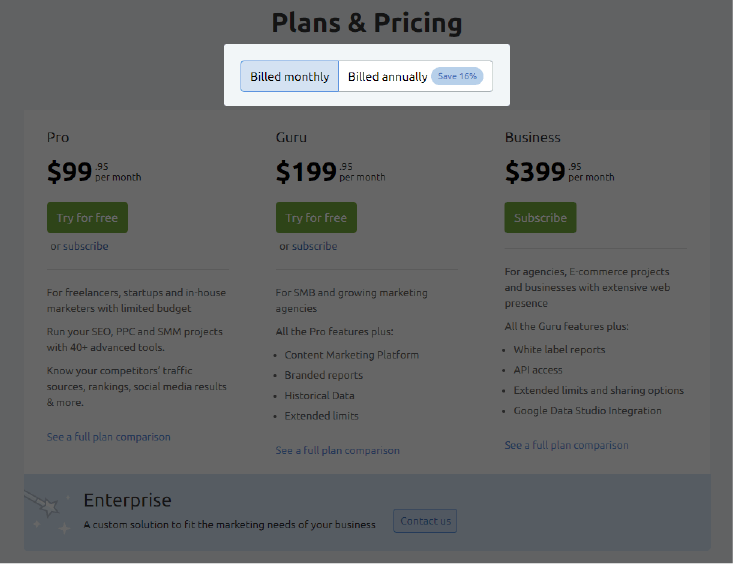 Plans & Pricing
Billed monthly
Billed annually Save 16%
Pro
$99 .95 per month
Try for free
or subscribe
For freelancers, startups and in-house
marketers with limited budget
Run your SEO, PPC and SMM projects
with 40+ advanced tools.
Know your competitors' traffic
sources, rankings, social media results
& more.
See a full plan comparison
Guru
$199 .95 per month
Try for free
or subscribe
For SMB and growing marketing
agencies
All the Pro features plus:
• Content Marketing Platform
• Branded reports
• Historical Data
• Extended limits
See a full plan comparison
Business
$399 .95 per month
Subscribe
For agencies, E-commerce projects
and businesses with extensive web
presence
All the Guru features plus:
• White label reports
• API access
• Extended limits and sharing options
• Google Data Studio Integration
See a full plan comparison
Enterprise
A custom solution to fit the marketing needs of your business
Contact us